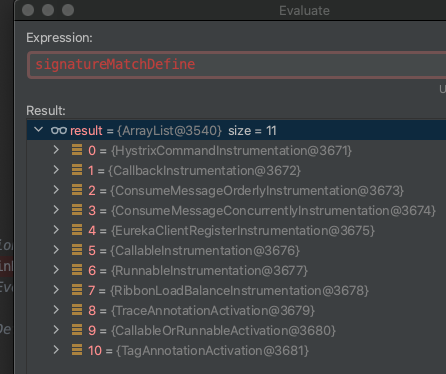 Evaluate
Expression:
signatureMatchDefine
Result:
result = {ArrayList@3540} size = 11
0 = {HystrixCommandInstrumentation@3671}
1 = {CallbackInstrumentation@3672}
2 = {ConsumeMessageOrderlyInstrumentation@3673}
3 = {ConsumeMessageConcurrentlyInstrumentation@3674}
4 = {EurekaClientRegisterInstrumentation@3675}
5 = {CallableInstrumentation@3676}
6 = {RunnableInstrumentation@3677}
7 = {RibbonLoadBalanceInstrumentation@3678}
8 = {TraceAnnotationActivation@3679}
9 = {CallableOrRunnableActivation@3680}
10 = {TagAnnotationActivation@3681}